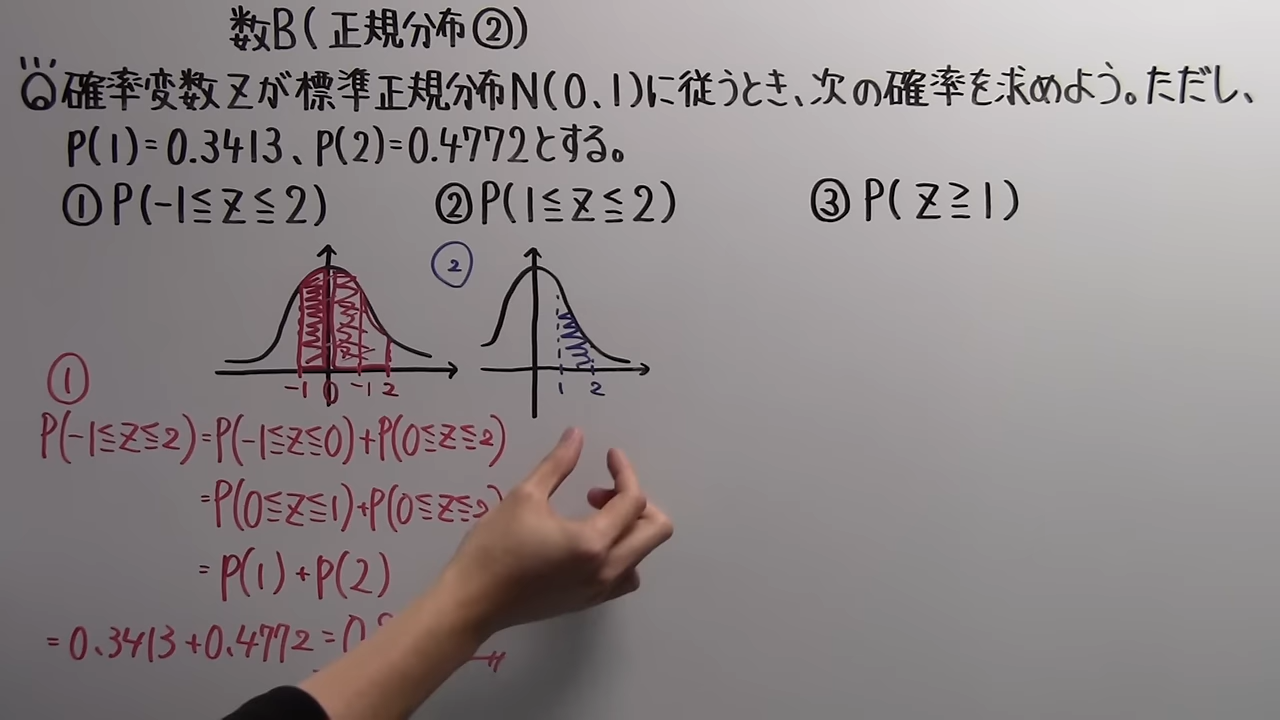 数B(正規分布②)
Q 確率変数Zが標準正規分布N(0、1)に従うとき、次の確率を求めよう。ただし、
P(1)=0.3413、P(2)=0.4772とする。
①P(-1≦Z≦2) ②P(1≦Z≦2) ③P(Z≧1)
②
-1 0 -1 2 1 2
①
P(-1≦Z≦2)=P(-1≦Z≦0)+P(0≦Z≦2)
=P(0≦Z≦1)+P(0≦Z≦2)
=P(1)+P(2)
=0.3413+0.4772=0.8